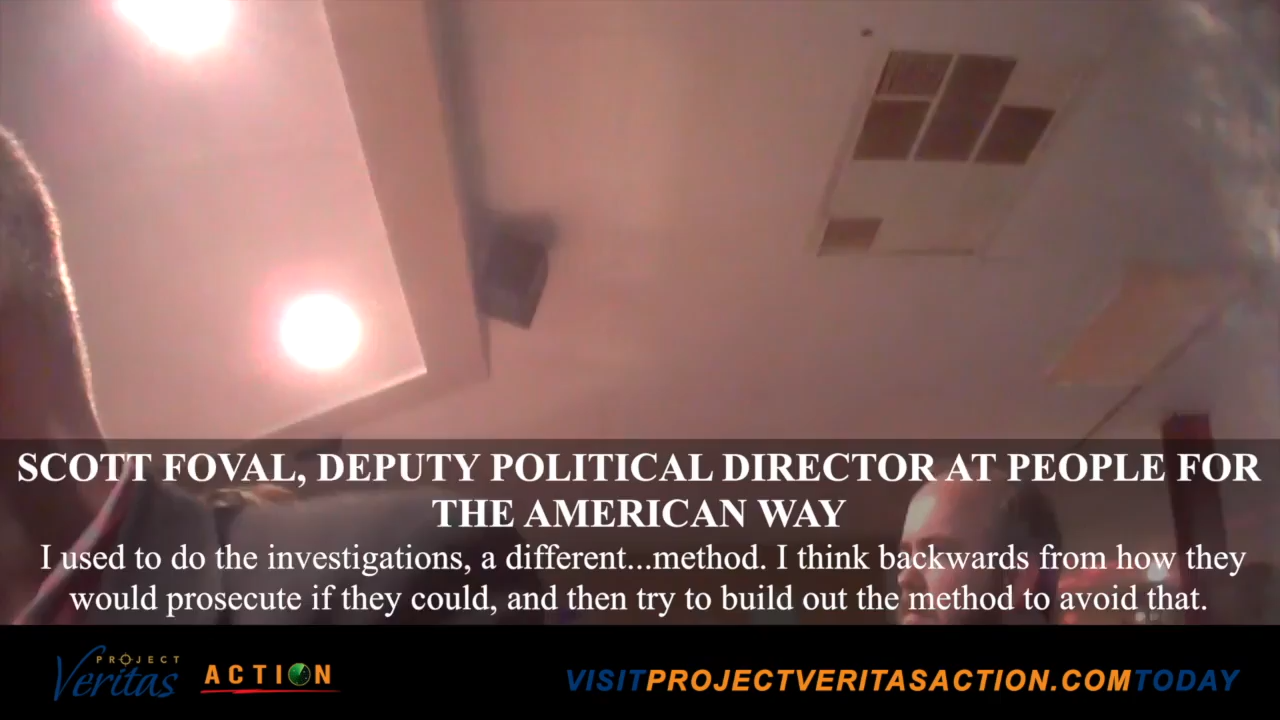 SCOTT FOVAL, DEPUTY POLITICAL DIRECTOR AT PEOPLE FOR
THE AMERICAN WAY
I used to do the investigations, a different...method. I think backwards from how they
would prosecute if they could, and then try to build out the method to avoid that.
PROJECT
Veritas ACTION
VISITPROJECTVERITASACTION.COMTODAY